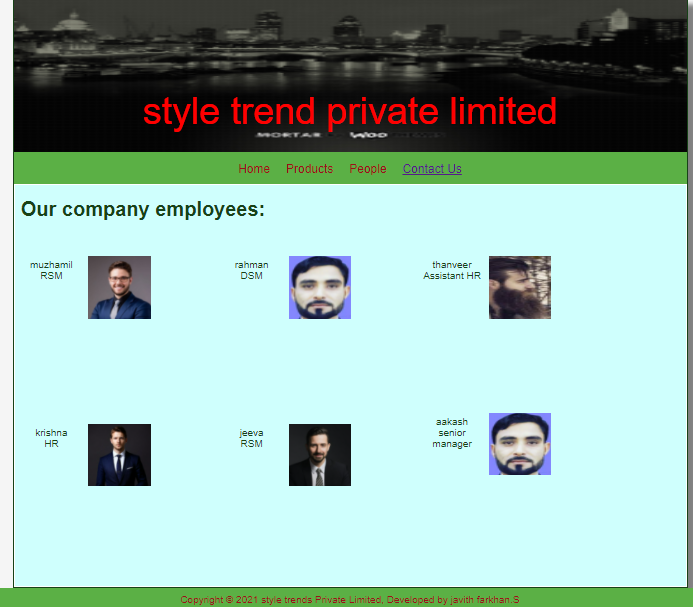 style trend private limited
MORTAR
Home Products People Contact Us
Our company employees:
muzhamil
RSM
rahman
DSM
thanveer
Assistant HR
krishna
HR
jeeva
RSM
aakash
senior
manager
Copyright © 2021 style trends Private Limited, Developed by javith farkhan.S